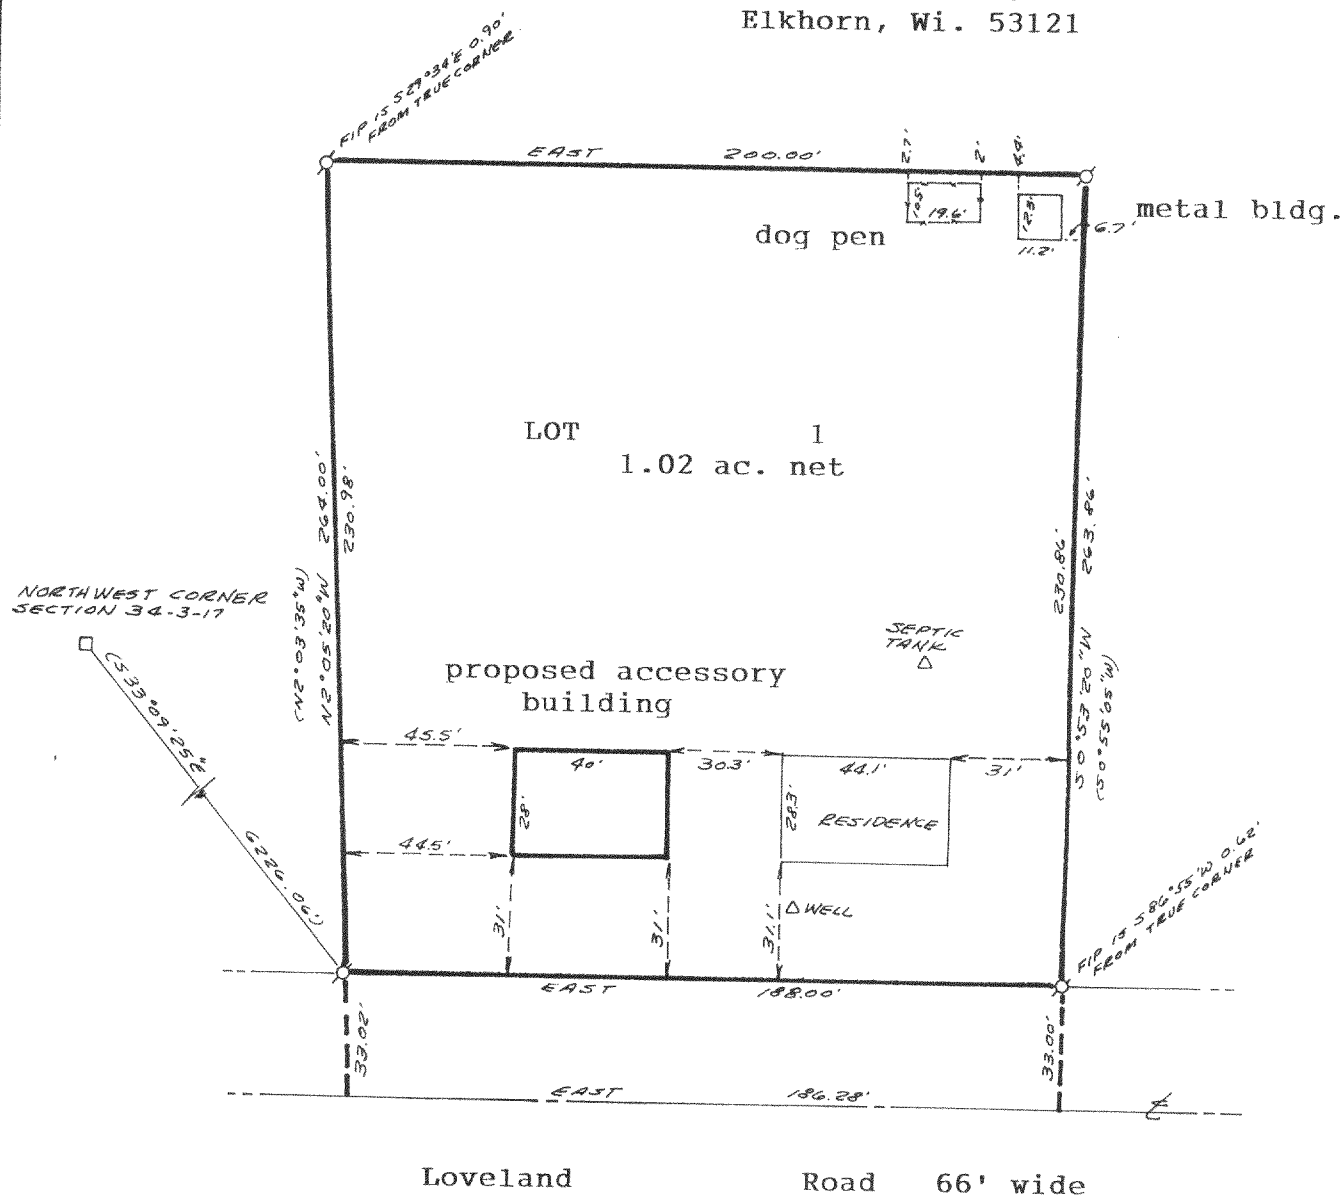 Elkhorn, Wi. 53121
FIP IS S29°34'E 0.90'
FROM TRUE CORNER
EAST 200.00'
2.7'
2'
10.5'
19.6'
12.3'
11.2'
6.7'
metal bldg.
dog pen
LOT 1
1.02 ac. net
264.00'
230.98'
(N2°03'35"W)
N2°05'20"W
230.86'
263.86'
S0°53'20"W
(S0°55'05"W)
NORTHWEST CORNER
SECTION 34-3-17
(S33°09'25E"
6226.06')
SEPTIC
TANK
proposed accessory
building
45.5'
40'
30.3'
44.1'
31'
28'
28.3'
RESIDENCE
44.5'
31'
31'
31.1'
WELL
FIP IS S86°55'W 0.62'
FROM TRUE CORNER
EAST 188.00'
33.02'
33.00'
EAST 186.28'
Loveland Road 66' wide